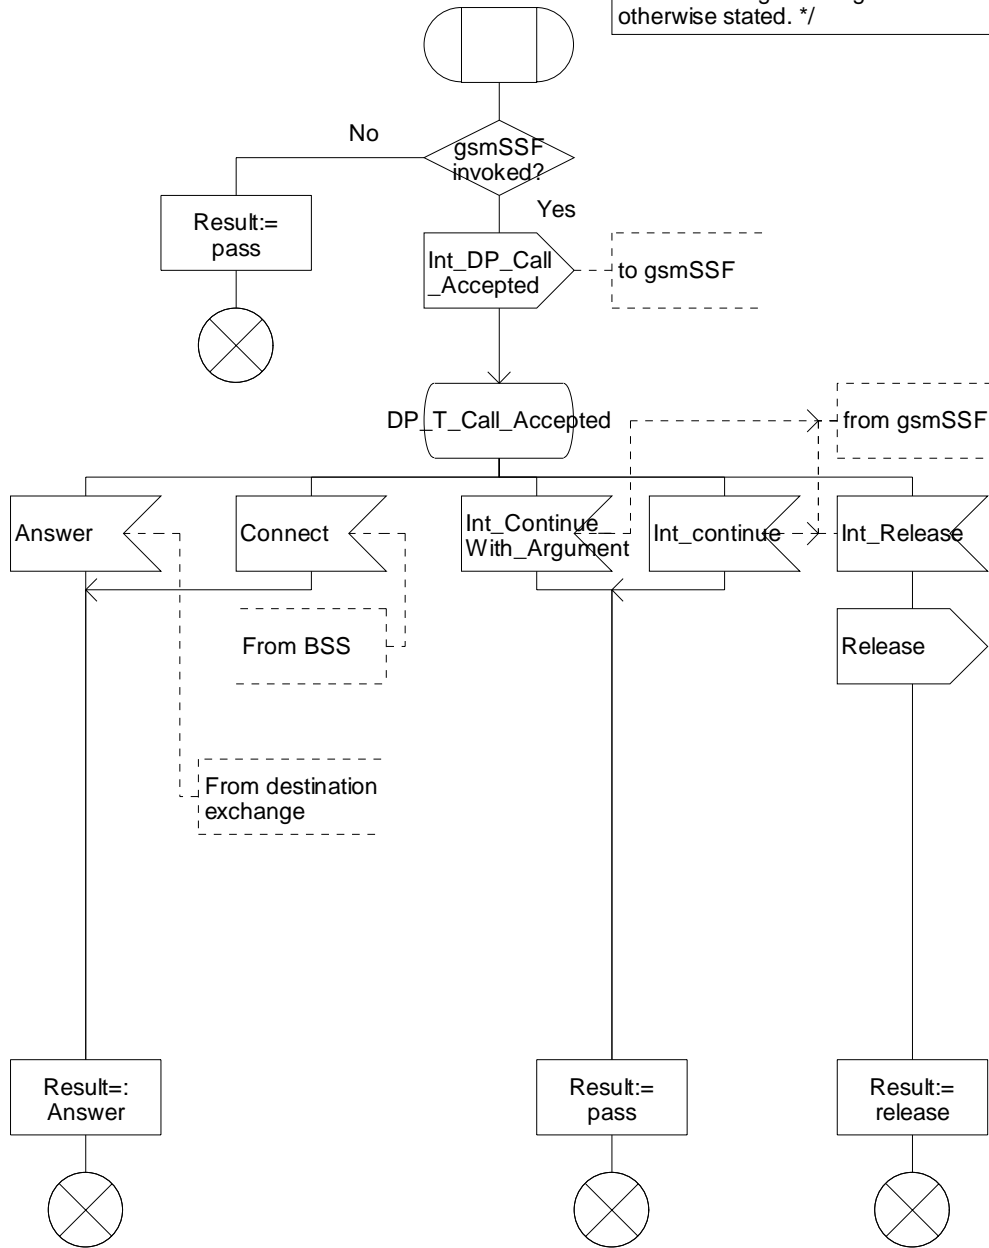 otherwise stated. */
No
gsmSSF
invoked?
Yes
Result:=
pass
Int_DP_Call
_Accepted
to gsmSSF
DP_T_Call_Accepted
from gsmSSF
Answer
Connect
Int_Continue_
With_Argument
Int_continue
Int_Release
From BSS
Release
From destination
exchange
Result=:
Answer
Result:=
pass
Result:=
release